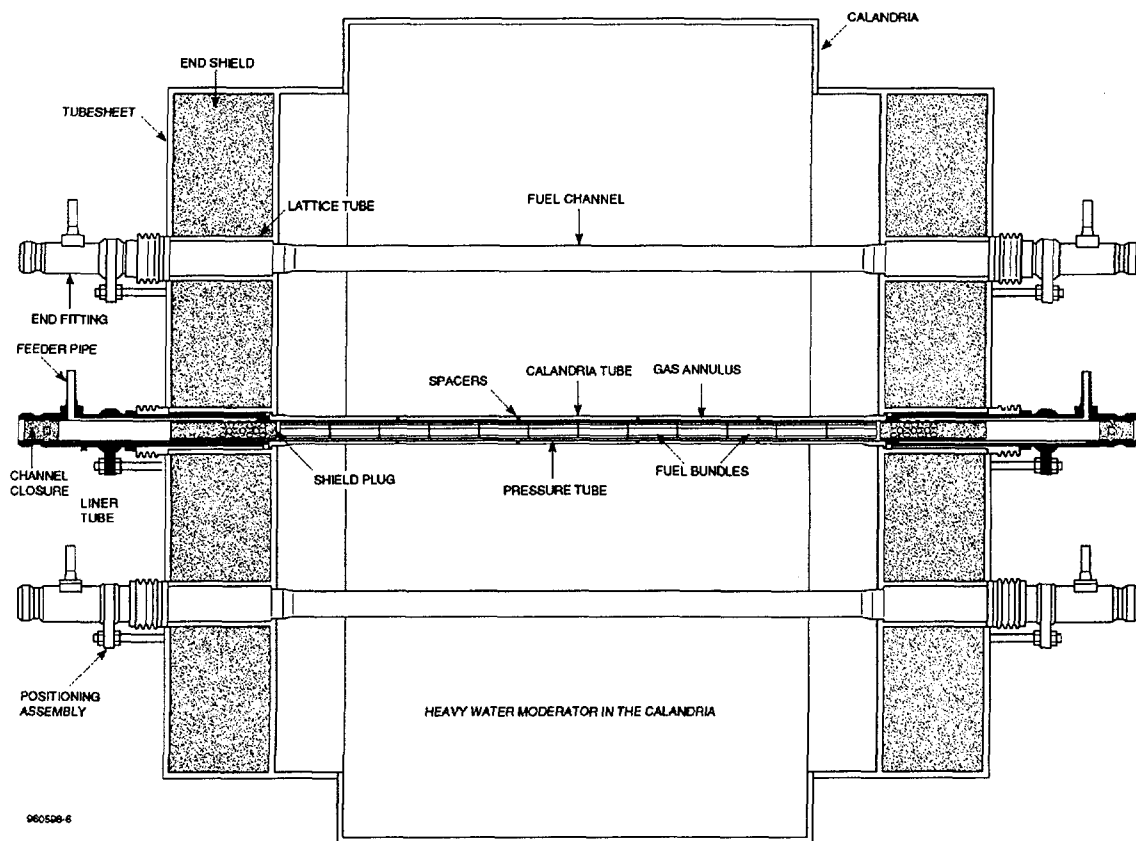 CALANDRIA
END SHIELD
TUBESHEET
LATTICE TUBE
FUEL CHANNEL
END FITTING
FEEDER PIPE
SPACERS
CALANDRIA TUBE
GAS ANNULUS
CHANNEL
CLOSURE
LINER
TUBE
SHIELD PLUG
PRESSURE TUBE
FUEL BUNDLES
POSITIONING
ASSEMBLY
HEAVY WATER MODERATOR IN THE CALANDRIA
960598-6